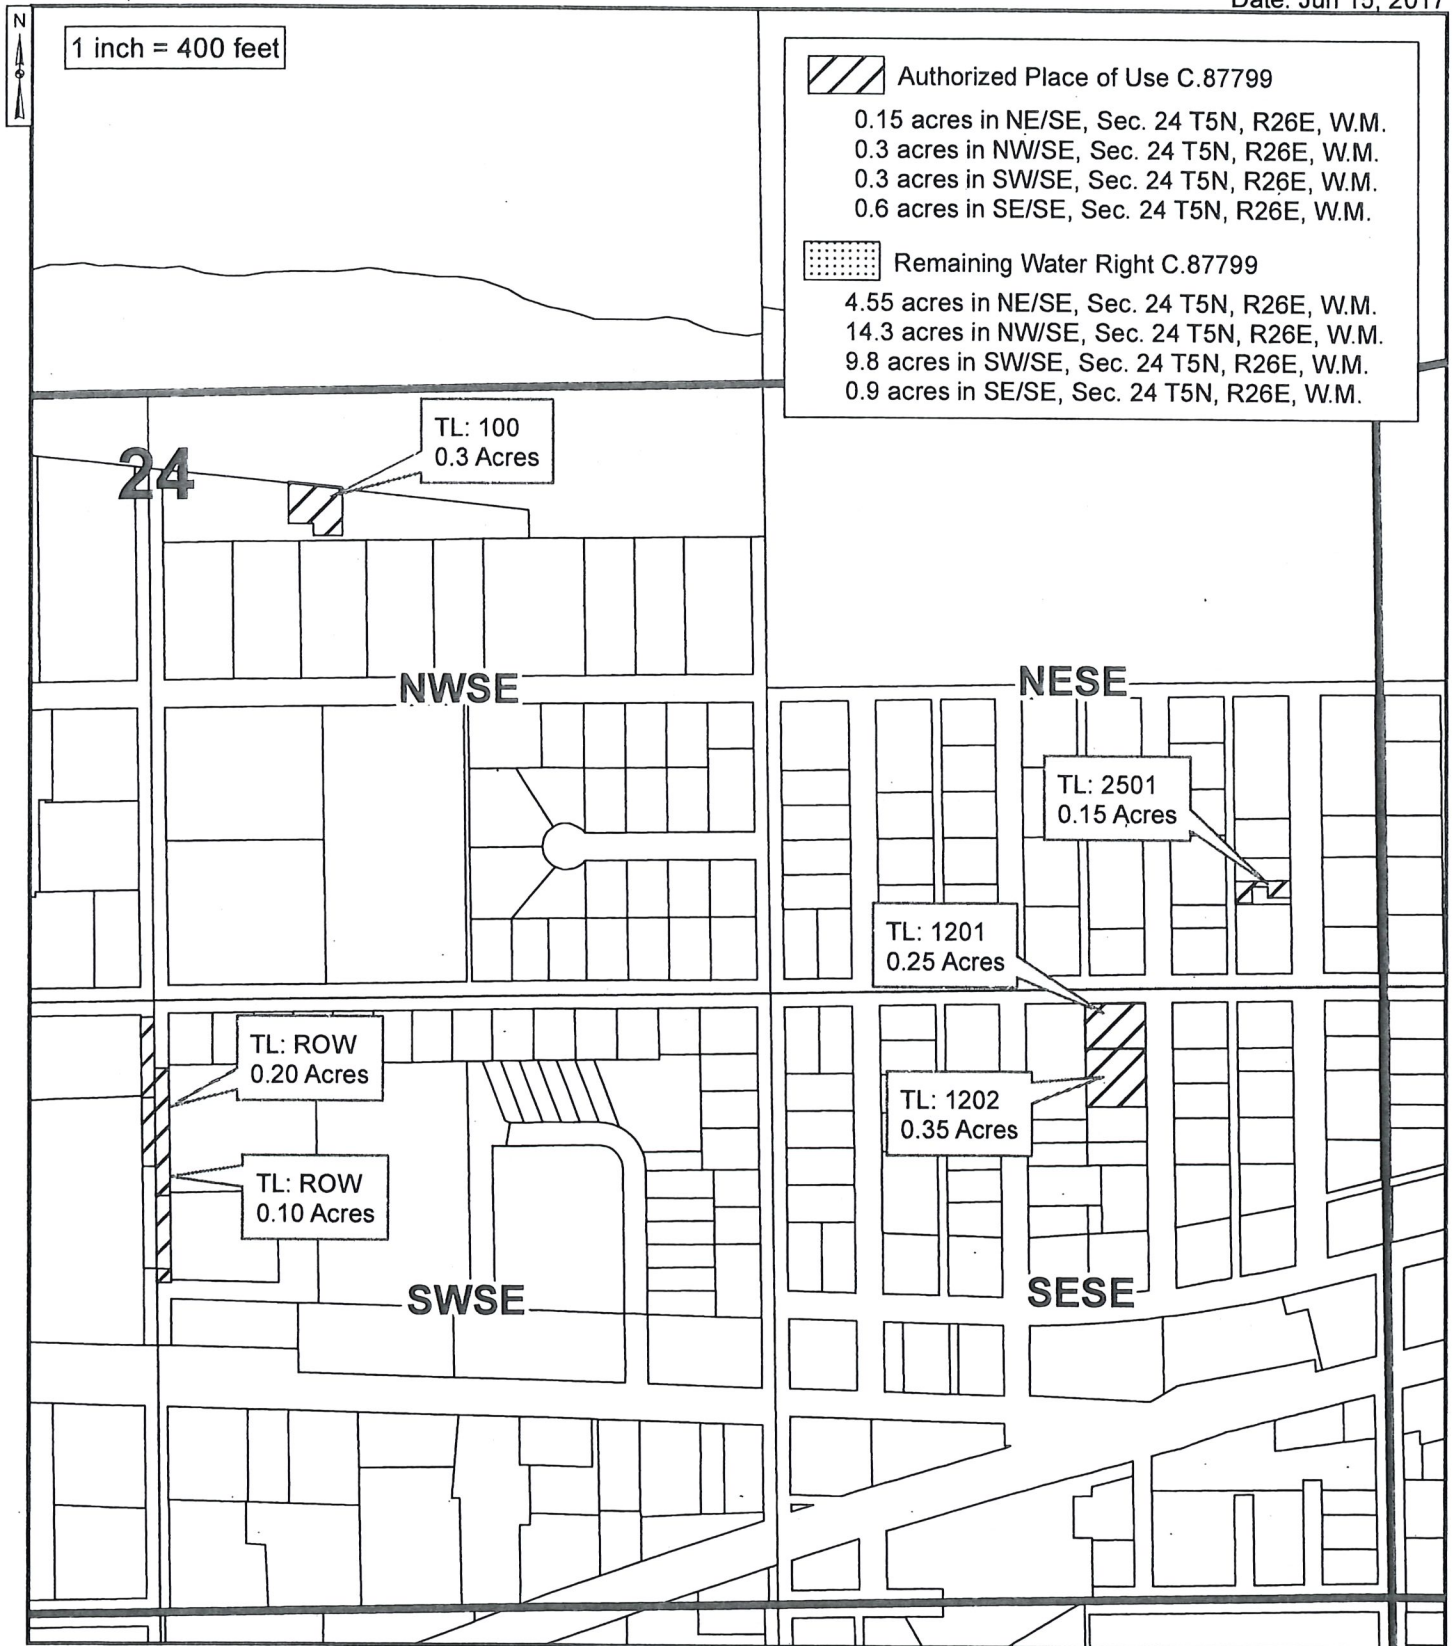 Date: Jun 15, 2017
N
1 inch = 400 feet
Authorized Place of Use C.87799
0.15 acres in NE/SE, Sec. 24 T5N, R26E, W.M.
0.3 acres in NW/SE, Sec. 24 T5N, R26E, W.M.
0.3 acres in SW/SE, Sec. 24 T5N, R26E, W.M.
0.6 acres in SE/SE, Sec. 24 T5N, R26E, W.M.
Remaining Water Right C.87799
4.55 acres in NE/SE, Sec. 24 T5N, R26E, W.M.
14.3 acres in NW/SE, Sec. 24 T5N, R26E, W.M.
9.8 acres in SW/SE, Sec. 24 T5N, R26E, W.M.
0.9 acres in SE/SE, Sec. 24 T5N, R26E, W.M.
TL: 100
0.3 Acres
24
NWSE
NESE
TL: 2501
0.15 Acres
TL: 1201
0.25 Acres
TL: ROW
0.20 Acres
TL: 1202
0.35 Acres
TL: ROW
0.10 Acres
SWSE
SESE